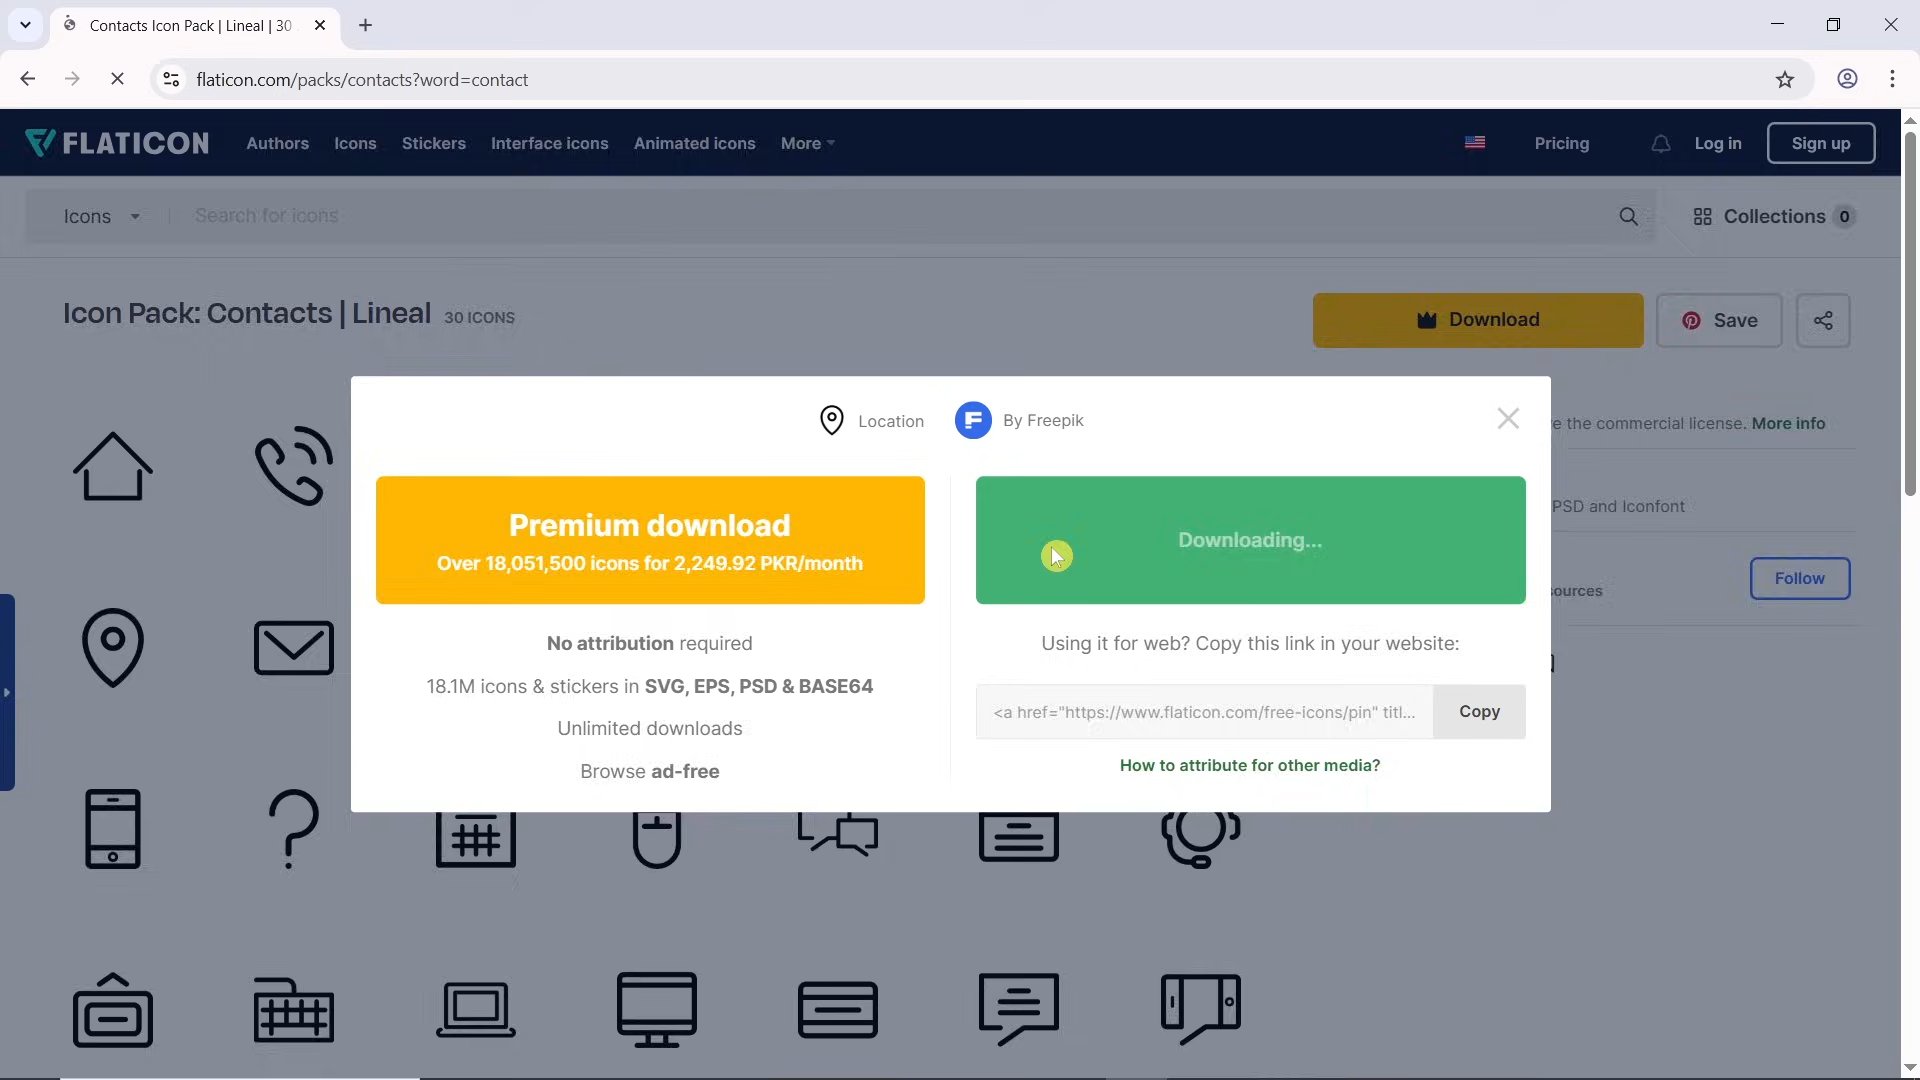 Contacts Icon Pack | Lineal | 30
flaticon.com/packs/contacts?word=contact
FLATICON
Authors
Icons
Stickers
Interface icons
Animated icons
More
Pricing
Log in
Sign up
Icons
Search for icons
Collections 0
Icon Pack: Contacts | Lineal 30 ICONS
Download
Save
Location
By Freepik
e the commercial license. More info
Premium download
Over 18,051,500 icons for 2,249.92 PKR/month
Downloading...
PSD and Iconfont
Follow
sources
No attribution required
Using it for web? Copy this link in your website:
18.1M icons & stickers in SVG, EPS, PSD & BASE64
<a href="https://www.flaticon.com/free-icons/pin" titl...
Copy
Unlimited downloads
Browse ad-free
How to attribute for other media?